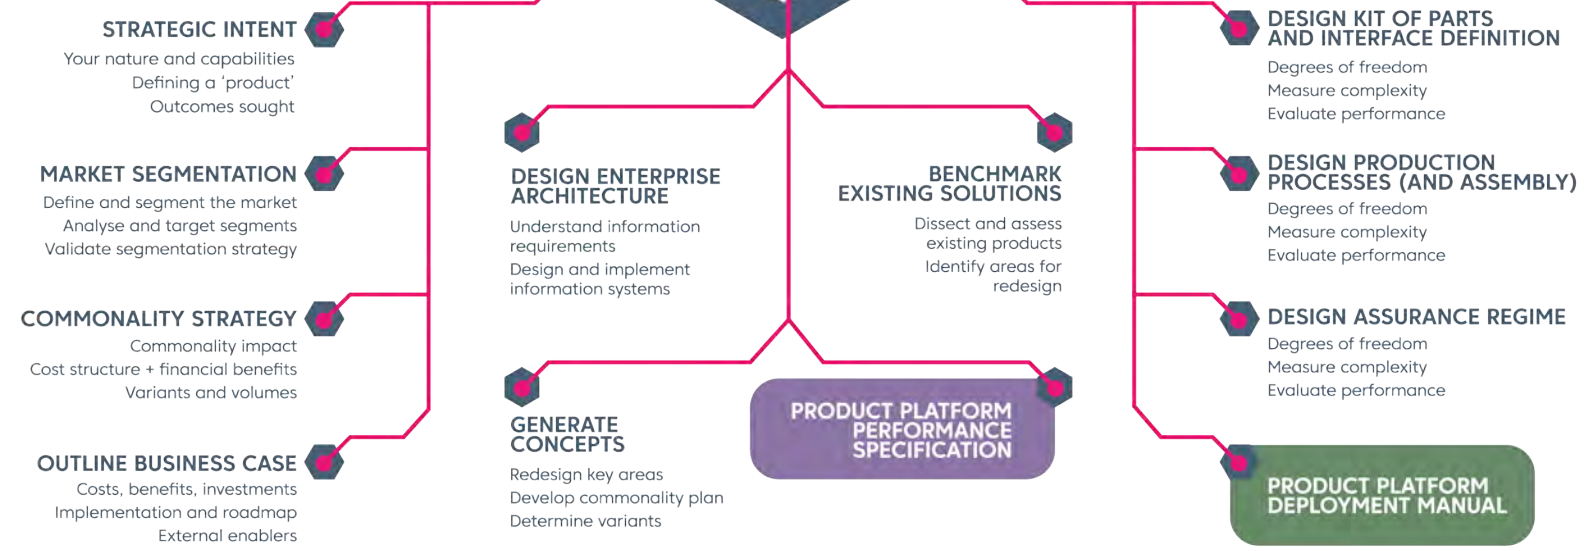 STRATEGIC INTENT
Your nature and capabilities
Defining a ‘product’
Outcomes sought
MARKET SEGMENTATION
Define and segment the market
Analyse and target segments
Validate segmentation strategy
COMMONALITY STRATEGY
Commonality impact
Cost structure + financial benefits
Variants and volumes
OUTLINE BUSINESS CASE
Costs, benefits, investments
Implementation and roadmap
External enablers
DESIGN ENTERPRISE
ARCHITECTURE
Understand information
requirements
Design and implement
information systems
GENERATE
CONCEPTS
Redesign key areas
Develop commonality plan
Determine variants
BENCHMARK
EXISTING SOLUTIONS
Dissect and assess
existing products
Identify areas for
redesign
PRODUCT PLATFORM
PERFORMANCE
SPECIFICATION
DESIGN KIT OF PARTS
AND INTERFACE DEFINITION
Degrees of freedom
Measure complexity
Evaluate performance
DESIGN PRODUCTION
PROCESSES (AND ASSEMBLY)
Degrees of freedom
Measure complexity
Evaluate performance
DESIGN ASSURANCE REGIME
Degrees of freedom
Measure complexity
Evaluate performance
PRODUCT PLATFORM
DEPLOYMENT MANUAL